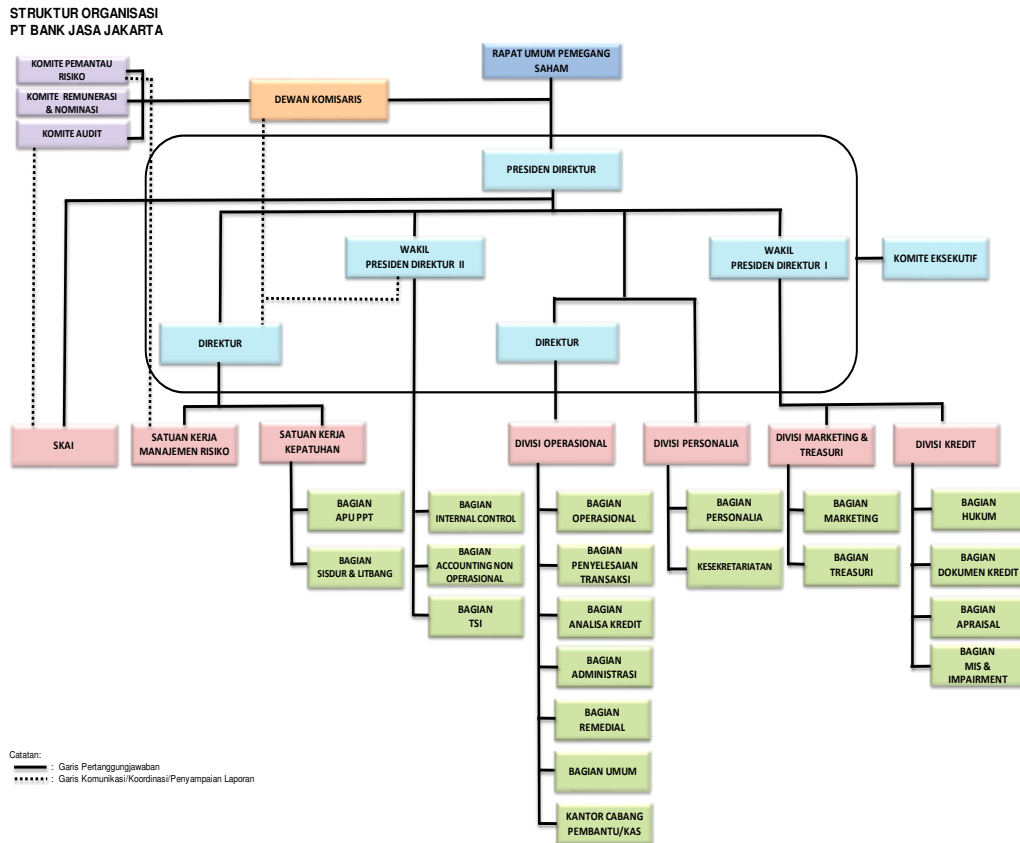 STRUKTUR ORGANISASI
PT BANK JASA JAKARTA
RAPAT UMUM PEMEGANG
SAHAM
KOMITE PEMANTAU
RISIKO
KOMITE REMUNERASI
& NOMINASI
KOMITE AUDIT
DEWAN KOMISARIS
PRESIDEN DIREKTUR
WAKIL
PRESIDEN DIREKTUR II
WAKIL
PRESIDEN DIREKTUR I
KOMITE EKSEKUTIF
DIREKTUR
DIREKTUR
SKAI
SATUAN KERJA
MANAJEMEN RISIKO
SATUAN KERJA
KEPATUHAN
DIVISI OPERASIONAL
DIVISI PERSONALIA
DIVISI MARKETING &
TREASURI
DIVISI KREDIT
BAGIAN
APU PPT
BAGIAN
SISDUR & LITBANG
BAGIAN
INTERNAL CONTROL
BAGIAN
ACCOUNTING NON
OPERASIONAL
BAGIAN
TSI
BAGIAN
OPERASIONAL
BAGIAN
PENYELESAIAN
TRANSAKSI
BAGIAN
ANALISA KREDIT
BAGIAN
ADMINISTRASI
BAGIAN
REMEDIAL
BAGIAN UMUM
KANTOR CABANG
PEMBANTU/KAS
BAGIAN
PERSONALIA
KESEKRETARIATAN
BAGIAN
MARKETING
BAGIAN
TREASURI
BAGIAN
HUKUM
BAGIAN
DOKUMEN KREDIT
BAGIAN
APRAISAL
BAGIAN
MIS &
IMPAIRMENT
Catatan:
: Garis Pertanggungjawaban
: Garis Komunikasi/Koordinasi/Penyampaian Laporan